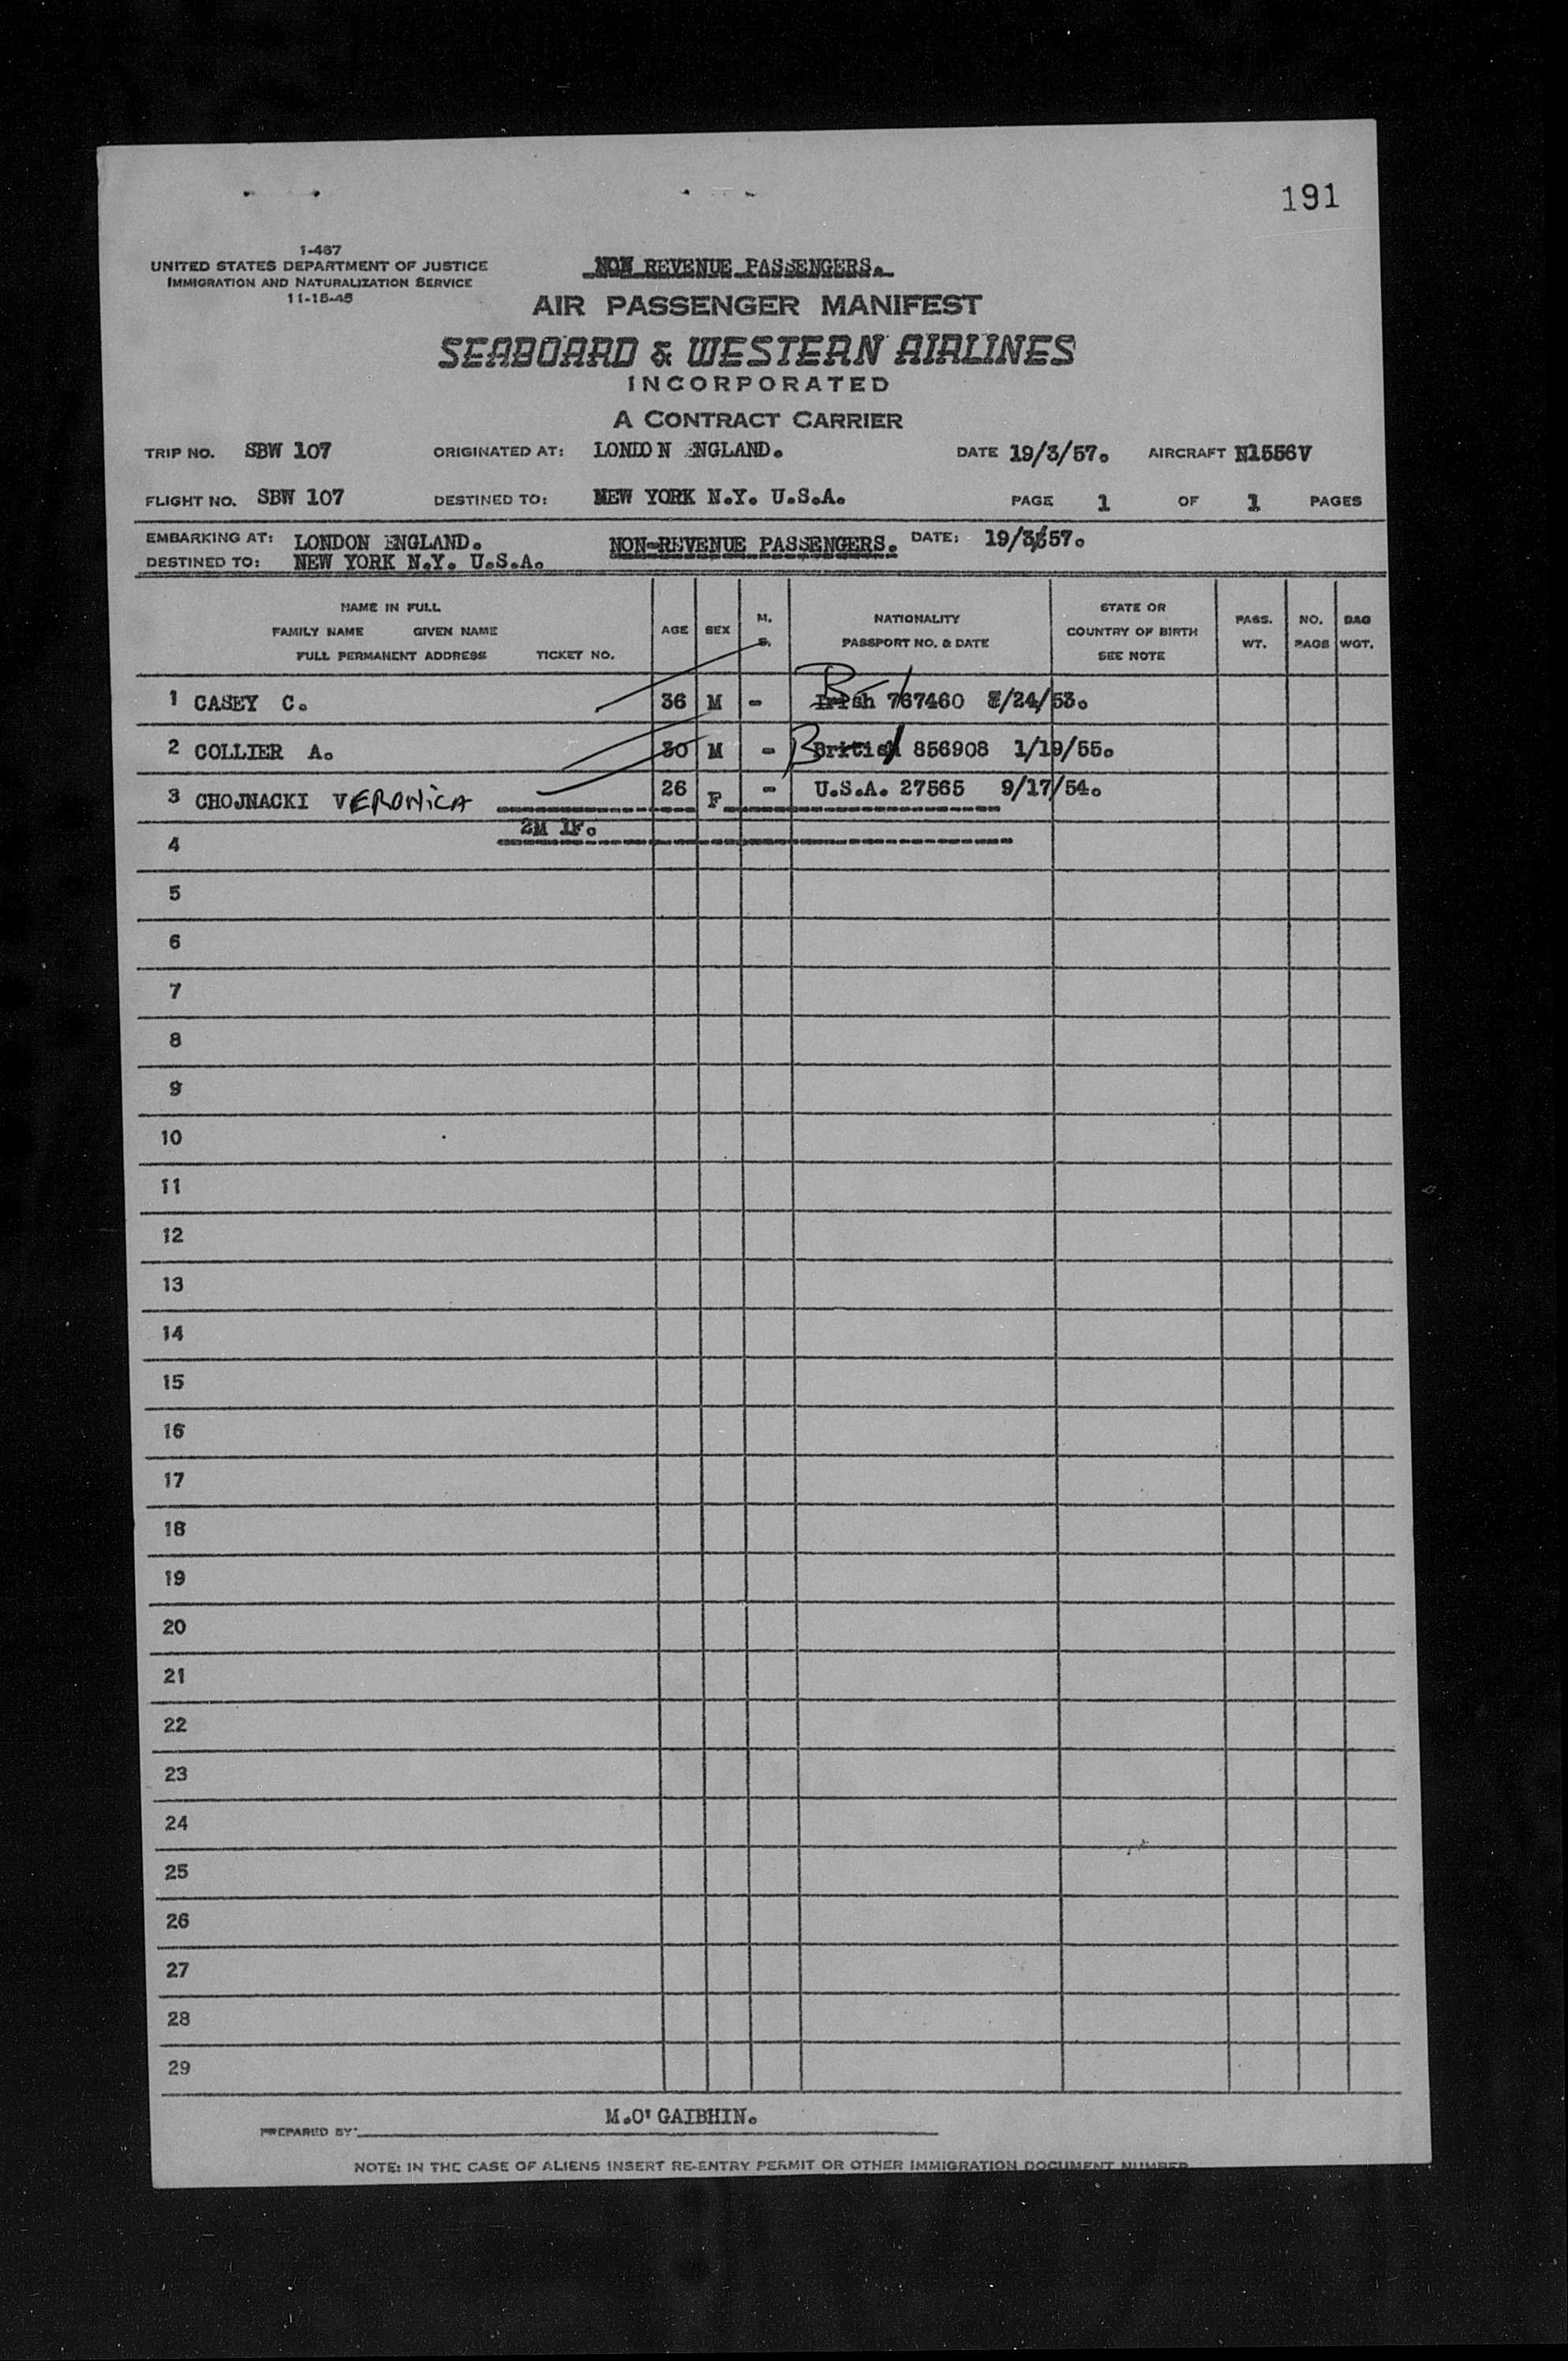 191
1-467
UNITED STATES DEPARTMENT OF JUSTICE
IMMIGRATION AND NATURALIZATION SERVICE
11-15-45
NON REVENUE PASSENGERS.
AIR PASSENGER MANIFEST
SEABOARD & WESTERN AIRLINES
INCORPORATED
A CONTRACT CARRIER
TRIP NO. SBW 107 ORIGINATED AT: LONDON ENGLAND. DATE 19/3/57. AIRCRAFT N1556V
FLIGHT NO. SBW 107 DESTINED TO: NEW YORK N.Y. U.S.A. PAGE 1 OF 1 PAGES
EMBARKING AT: LONDON ENGLAND. NON-REVENUE PASSENGERS. DATE: 19/3/57.
DESTINED TO: NEW YORK N.Y. U.S.A.
NAME IN FULL
FAMILY NAME GIVEN NAME
FULL PERMANENT ADDRESS TICKET NO. AGE SEX M. S. NATIONALITY PASSPORT NO. & DATE STATE OR COUNTRY OF BIRTH SEE NOTE PASS. WT. NO. BAGS BAG WGT.
1 CASEY C. 36 M - Irish 767460 /24/53.
2 COLLIER A. 30 M - British 856908 1/19/55.
3 CHOJNACKI VERONICA 26 F - U.S.A. 27565 9/17/54.
2M 1F.
4
5
6
7
8
9
10
11
12
13
14
15
16
17
18
19
20
21
22
23
24
25
26
27
28
29
PREPARED BY: M.O'GAIBHIN.
NOTE: IN THE CASE OF ALIENS INSERT RE-ENTRY PERMIT OR OTHER IMMIGRATION DOCUMENT NUMBER